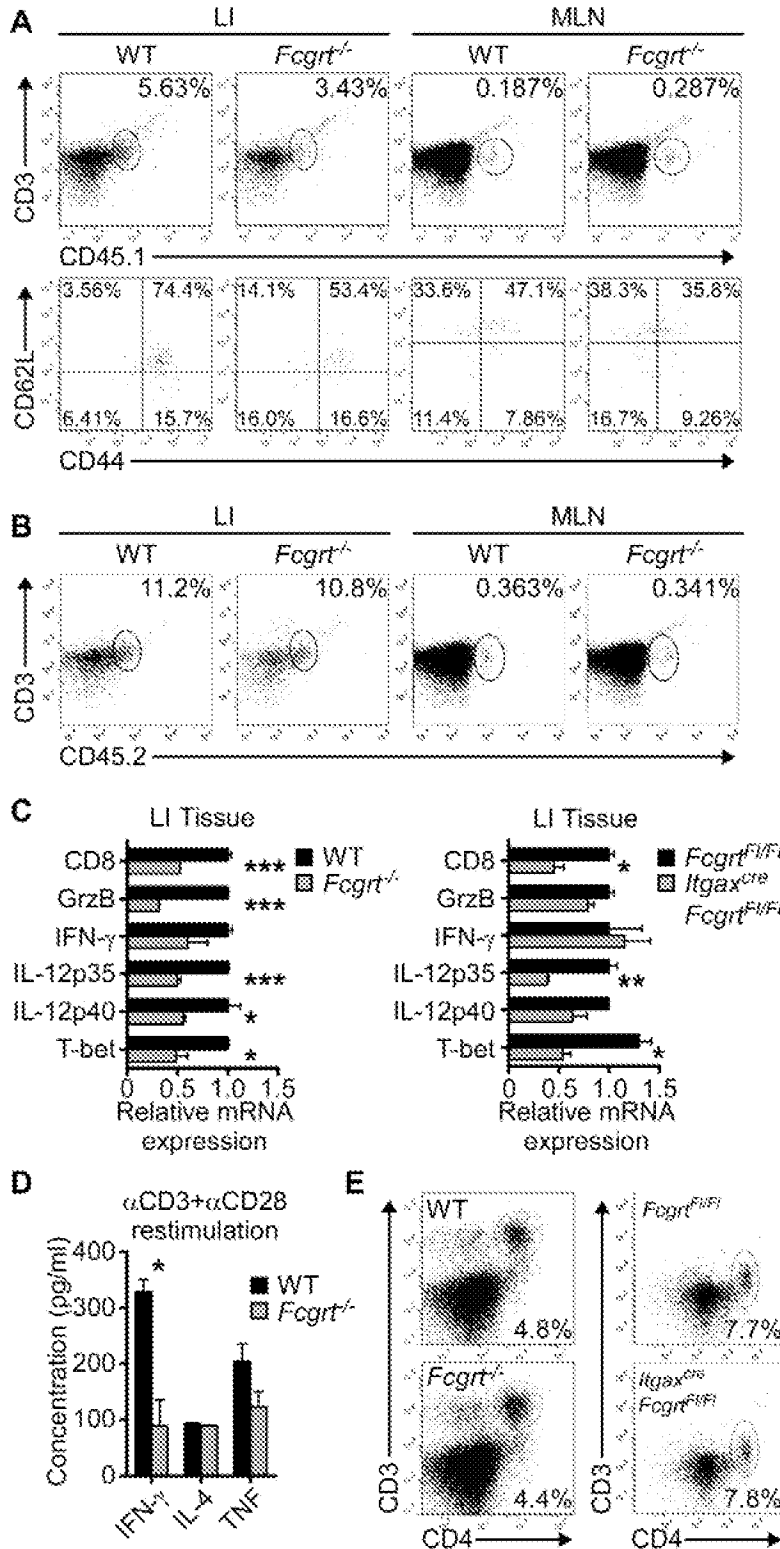 A
LI MLN
WT Fcgrt-/- WT Fcgrt-/-
CD3
5.63% 3.43% 0.187% 0.287%
CD45.1
CD62L
3.56% 74.4% 14.1% 53.4% 33.6% 47.1% 38.3% 35.8%
6.41% 15.7% 16.0% 16.6% 11.4% 7.86% 16.7% 9.26%
CD44
B
LI MLN
WT Fcgrt-/- WT Fcgrt-/-
CD3
11.2% 10.8% 0.363% 0.341%
CD45.2
C
LI Tissue
CD8 ***
GrzB ***
IFN-γ
IL-12p35 ***
IL-12p40 *
T-bet *
WT
Fcgrt-/-
0 0.5 1.0 1.5
Relative mRNA
expression
LI Tissue
CD8 *
GrzB
IFN-γ
IL-12p35 **
IL-12p40
T-bet *
FcgrtFl/Fl
Itgaxcre
FcgrtFl/Fl
0 0.5 1.0 1.5
Relative mRNA
expression
D
αCD3+αCD28
restimulation
Concentration (pg/ml)
400
300
200
100
0
*
WT
Fcgrt-/-
IFN-γ IL-4 TNF
E
WT
4.8%
FcgrtFl/Fl
7.7%
Fcgrt-/-
4.4%
Itgaxcre
FcgrtFl/Fl
7.8%
CD3
CD4
CD3
CD4